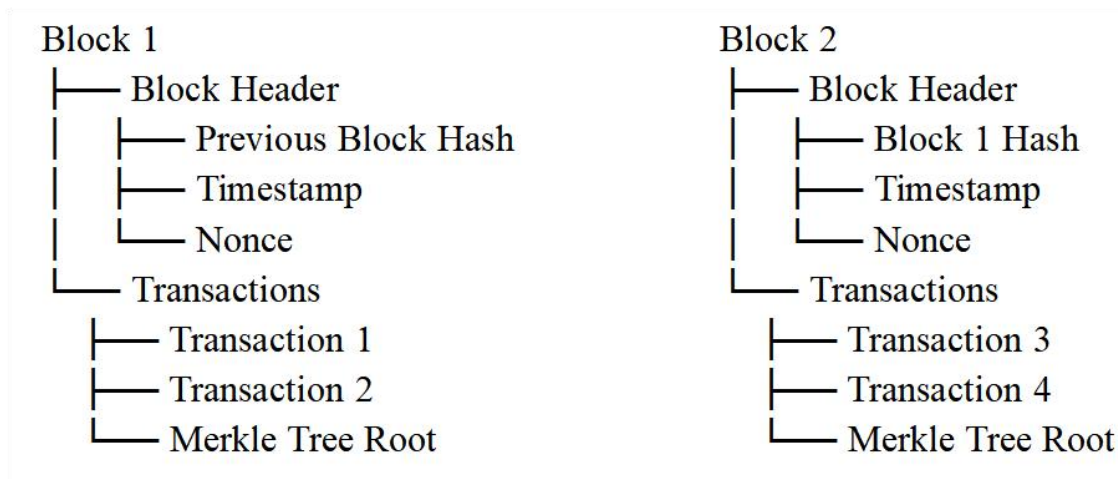 Block 1
├── Block Header
│   ├── Previous Block Hash
│   ├── Timestamp
│   └── Nonce
└── Transactions
  ├── Transaction 1
  ├── Transaction 2
  └── Merkle Tree Root
Block 2
├── Block Header
│   ├── Block 1 Hash
│   ├── Timestamp
│   └── Nonce
└── Transactions
  ├── Transaction 3
  ├── Transaction 4
  └── Merkle Tree Root